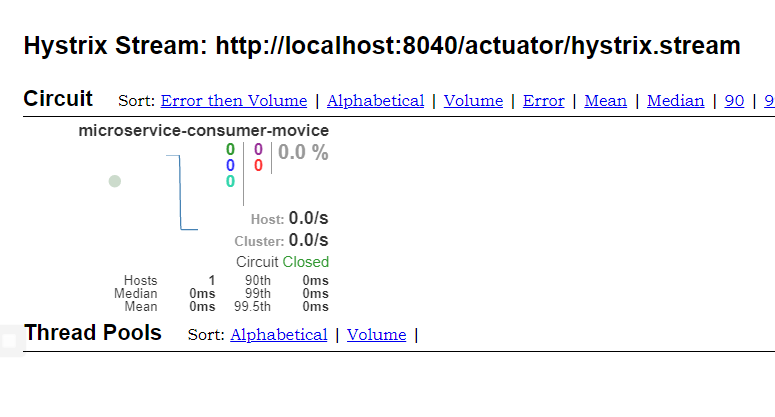 Hystrix Stream: http://localhost:8040/actuator/hystrix.stream
Circuit Sort: Error then Volume | Alphabetical | Volume | Error | Mean | Median | 90 | 9
microservice-consumer-movice
0 0 0.0 %
0 0
0
Host: 0.0/s
Cluster: 0.0/s
Circuit Closed
Hosts 1 90th 0ms
Median 0ms 99th 0ms
Mean 0ms 99.5th 0ms
Thread Pools Sort: Alphabetical | Volume |